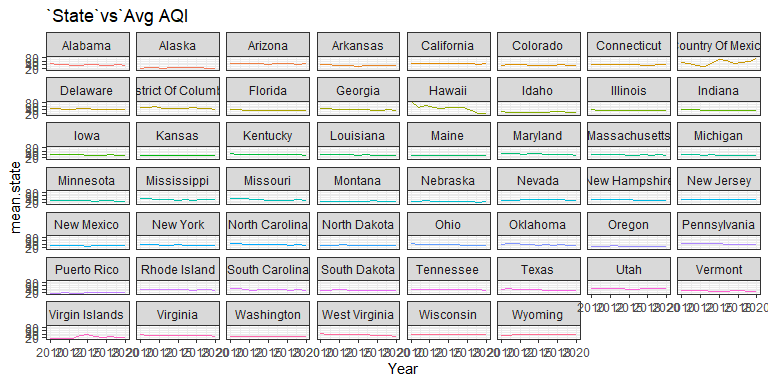 `State`vs`Avg AQI
Alabama Alaska Arizona Arkansas California Colorado Connecticut ountry Of Mexic
Delaware strict Of Columb Florida Georgia Hawaii Idaho Illinois Indiana
Iowa Kansas Kentucky Louisiana Maine Maryland Massachusetts Michigan
Minnesota Mississippi Missouri Montana Nebraska Nevada New Hampshire New Jersey
New Mexico New York North Carolina North Dakota Ohio Oklahoma Oregon Pennsylvania
Puerto Rico Rhode Island South Carolina South Dakota Tennessee Texas Utah Vermont
Virgin Islands Virginia Washington West Virginia Wisconsin Wyoming
mean.state
Year